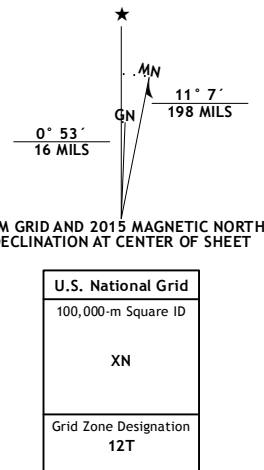 MN
GN
11° 7´
198 MILS
0° 53´
16 MILS
M GRID AND 2015 MAGNETIC NORTH
DECLINATION AT CENTER OF SHEET
U.S. National Grid
100,000-m Square ID
XN
Grid Zone Designation
12T